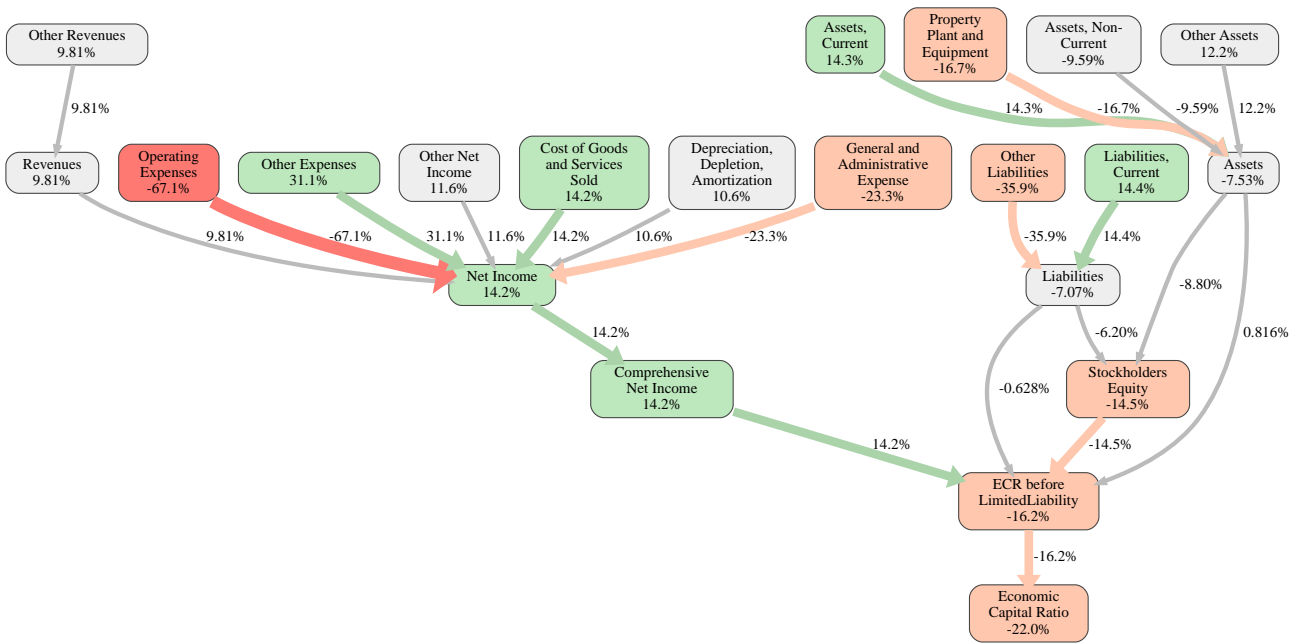 Other Revenues
9.81%
Assets,
Current
14.3%
Property
Plant and
Equipment
-16.7%
Assets, Non-
Current
-9.59%
Other Assets
12.2%
9.81%
14.3%
-16.7%
-9.59%
12.2%
Revenues
9.81%
Operating
Expenses
-67.1%
Other Expenses
31.1%
Other Net
Income
11.6%
Cost of Goods
and Services
Sold
14.2%
Depreciation,
Depletion,
Amortization
10.6%
General and
Administrative
Expense
-23.3%
Other
Liabilities
-35.9%
Liabilities,
Current
14.4%
Assets
-7.53%
9.81%
-67.1%
31.1%
11.6%
14.2%
10.6%
-23.3%
-35.9%
14.4%
Net Income
14.2%
Liabilities
-7.07%
-8.80%
14.2%
-6.20%
0.816%
Comprehensive
Net Income
14.2%
-0.628%
Stockholders
Equity
-14.5%
14.2%
-14.5%
ECR before
LimitedLiability
-16.2%
-16.2%
Economic
Capital Ratio
-22.0%